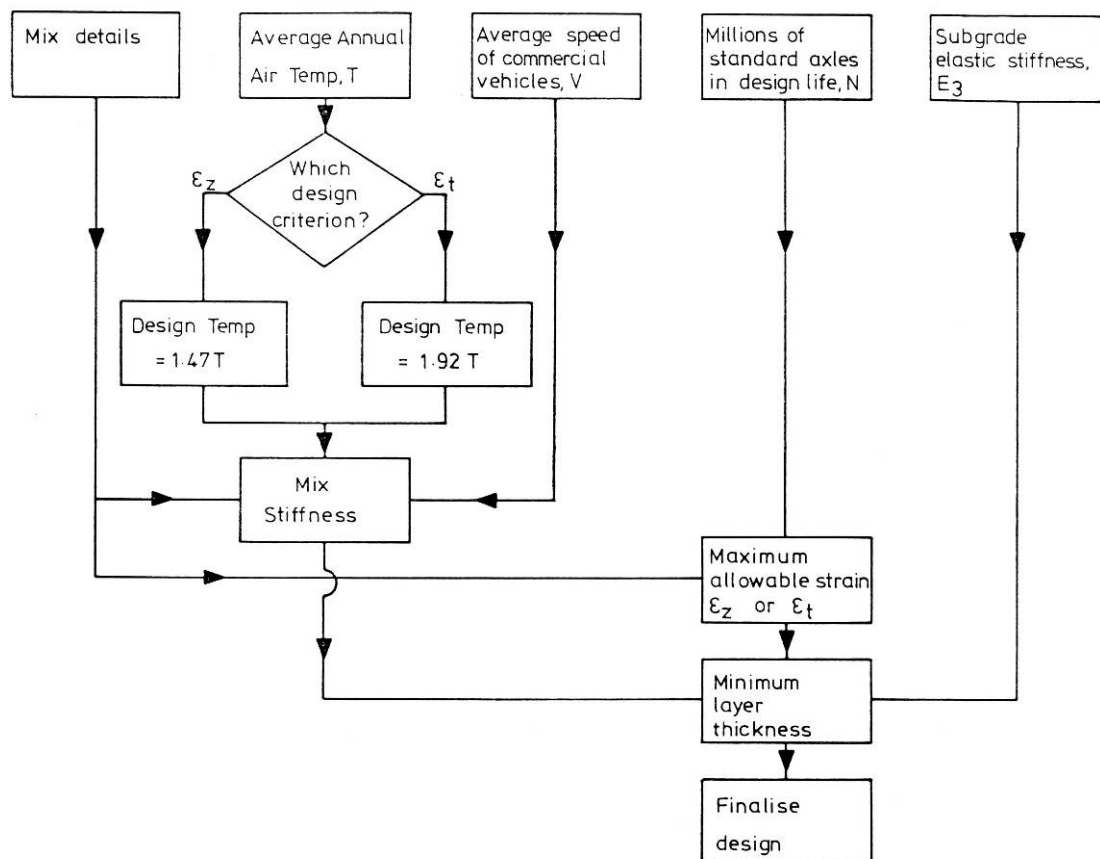 Mix details
Average Annual
Air Temp, T
Average speed
of commercial
vehicles, V
Millions of
standard axles
in design life, N
Subgrade
elastic stiffness,
E3
εz
Which
design
criterion?
εt
Design Temp
= 1·47T
Design Temp
= 1·92 T
Mix
Stiffness
Maximum
allowable strain
εz or εt
Minimum
layer
thickness
Finalise
design